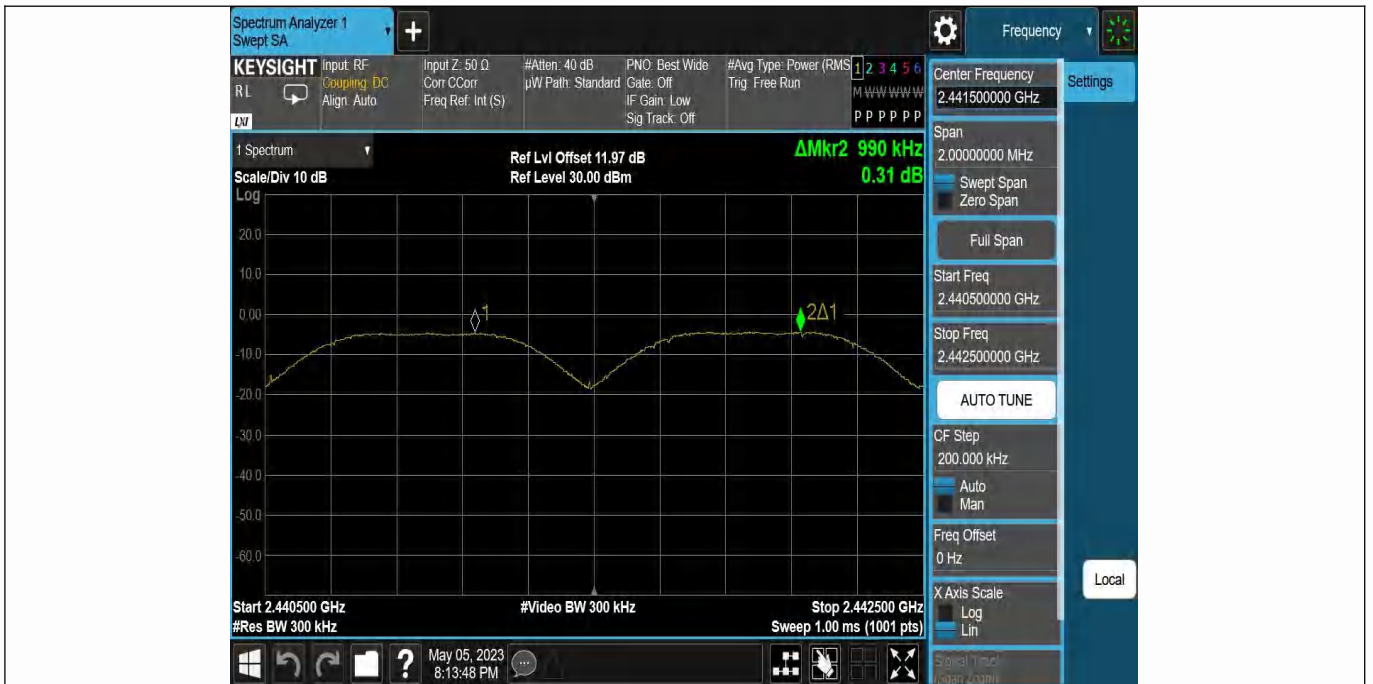 Spectrum Analyzer 1
Swept SA
+
Frequency
KEYSIGHT
RL
LXI
Input: RF
Coupling: DC
Align: Auto
Input Z: 50 Ω
Corr CCorr
Freq Ref: Int (S)
#Atten: 40 dB
µW Path: Standard
PNO: Best Wide
Gate: Off
IF Gain: Low
Sig Track: Off
#Avg Type: Power (RMS
Trig: Free Run
1 2 3 4 5 6
M W W W W W
P P P P P P
Center Frequency
2.441500000 GHz
Settings
Span
2.00000000 MHz
Swept Span
Zero Span
Full Span
Start Freq
2.440500000 GHz
Stop Freq
2.442500000 GHz
AUTO TUNE
CF Step
200.000 kHz
Auto
Man
Freq Offset
0 Hz
X Axis Scale
Log
Lin
Signal Track
(Span Zoom)
Local
1 Spectrum
Scale/Div 10 dB
Log
Ref Lvl Offset 11.97 dB
Ref Level 30.00 dBm
ΔMkr2 990 kHz
0.31 dB
20.0
10.0
0.00
-10.0
-20.0
-30.0
-40.0
-50.0
-60.0
1
2Δ1
Start 2.440500 GHz
#Res BW 300 kHz
#Video BW 300 kHz
Stop 2.442500 GHz
Sweep 1.00 ms (1001 pts)
?
May 05, 2023
8:13:48 PM